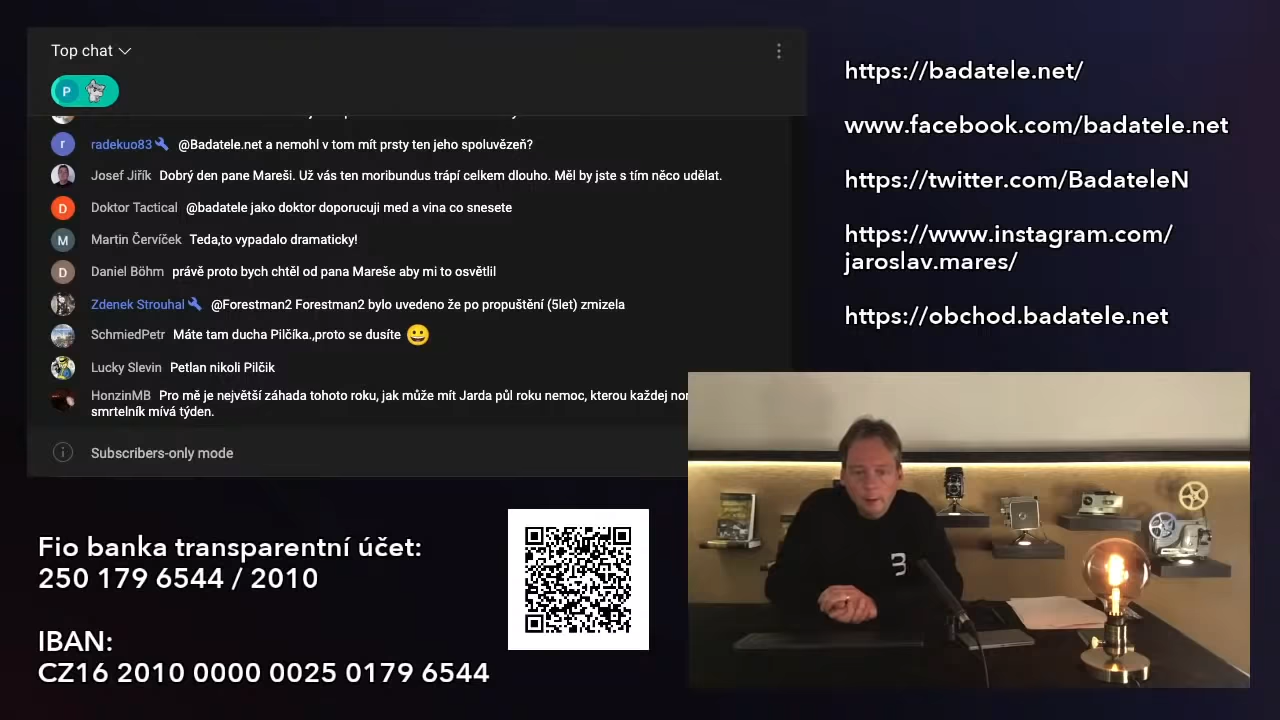 Top chat
P
r radekuo83 @Badatele.net a nemohl v tom mít prsty ten jeho spoluvězeň?
Josef Jiřík Dobrý den pane Mareši. Už vás ten moribundus trápí celkem dlouho. Měl by jste s tím něco udělat.
D Doktor Tactical @badatele jako doktor doporucuji med a vina co snesete
M Martin Červíček Teda,to vypadalo dramaticky!
D Daniel Böhm právě proto bych chtěl od pana Mareše aby mi to osvětlil
Zdenek Strouhal @Forestman2 Forestman2 bylo uvedeno že po propuštění (5let) zmizela
SchmiedPetr Máte tam ducha Pilčíka.,proto se dusíte 😀
Lucky Slevin Petlan nikoli Pilčik
HonzinMB Pro mě je největší záhada tohoto roku, jak může mít Jarda půl roku nemoc, kterou každej
smrtelník mívá týden.
Subscribers-only mode
https://badatele.net/
www.facebook.com/badatele.net
https://twitter.com/BadateleN
https://www.instagram.com/
jaroslav.mares/
https://obchod.badatele.net
Fio banka transparentní účet:
250 179 6544 / 2010
IBAN:
CZ16 2010 0000 0025 0179 6544